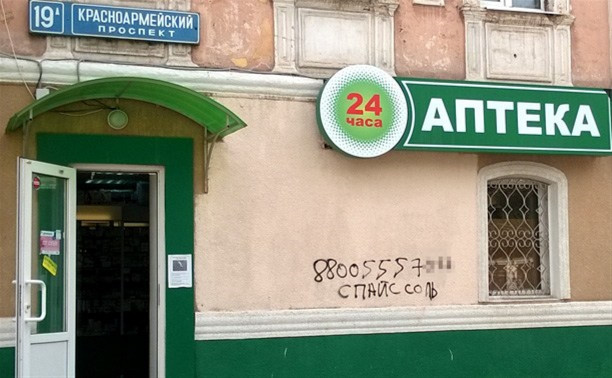 19А КРАСНОАРМЕЙСКИЙ
ПРОСПЕКТ
24
часа
АПТЕКА
88005557
СПАЙС СОЛЬ